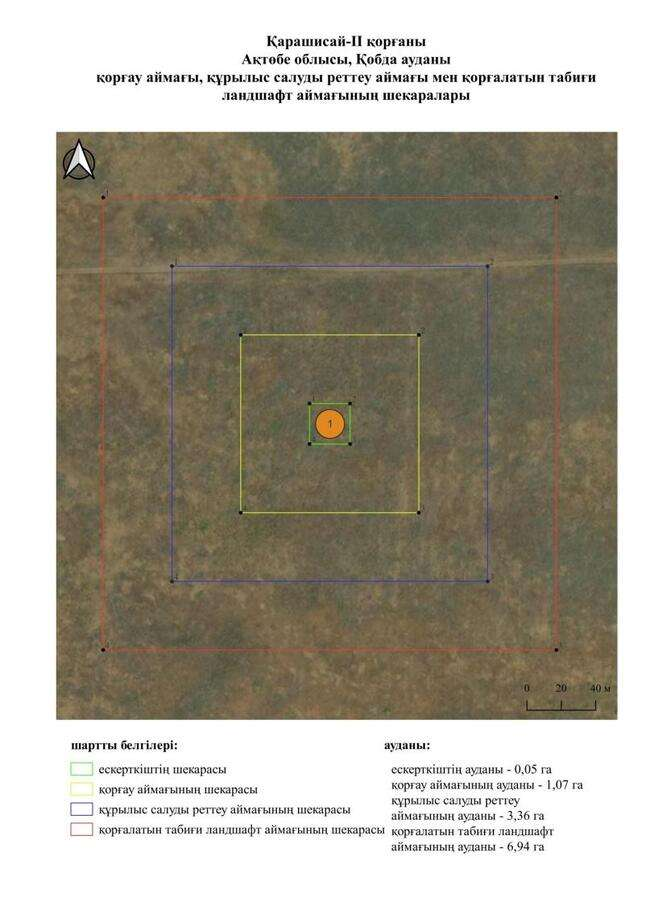 Қарашисай-II қорғаны
Ақтөбе облысы, Қобда ауданы
қорғау аймағы, құрылыс салуды реттеу аймағы мен қорғалатын табиғи
ландшафт аймағының шекаралары
1
2
2
1
0 20 40 м
шартты белгілері:
ескерткіштің шекарасы
қорғау аймағының шекарасы
құрылыс салуды реттеу аймағының шекарасы
қорғалатын табиғи ландшафт аймағының шекарасы
ауданы:
ескерткіштің ауданы - 0,05 га
қорғау аймағының ауданы - 1,07 га
құрылыс салуды реттеу
аймағының ауданы - 3,36 га
қорғалатын табиғи ландшафт
аймағының ауданы - 6,94 га